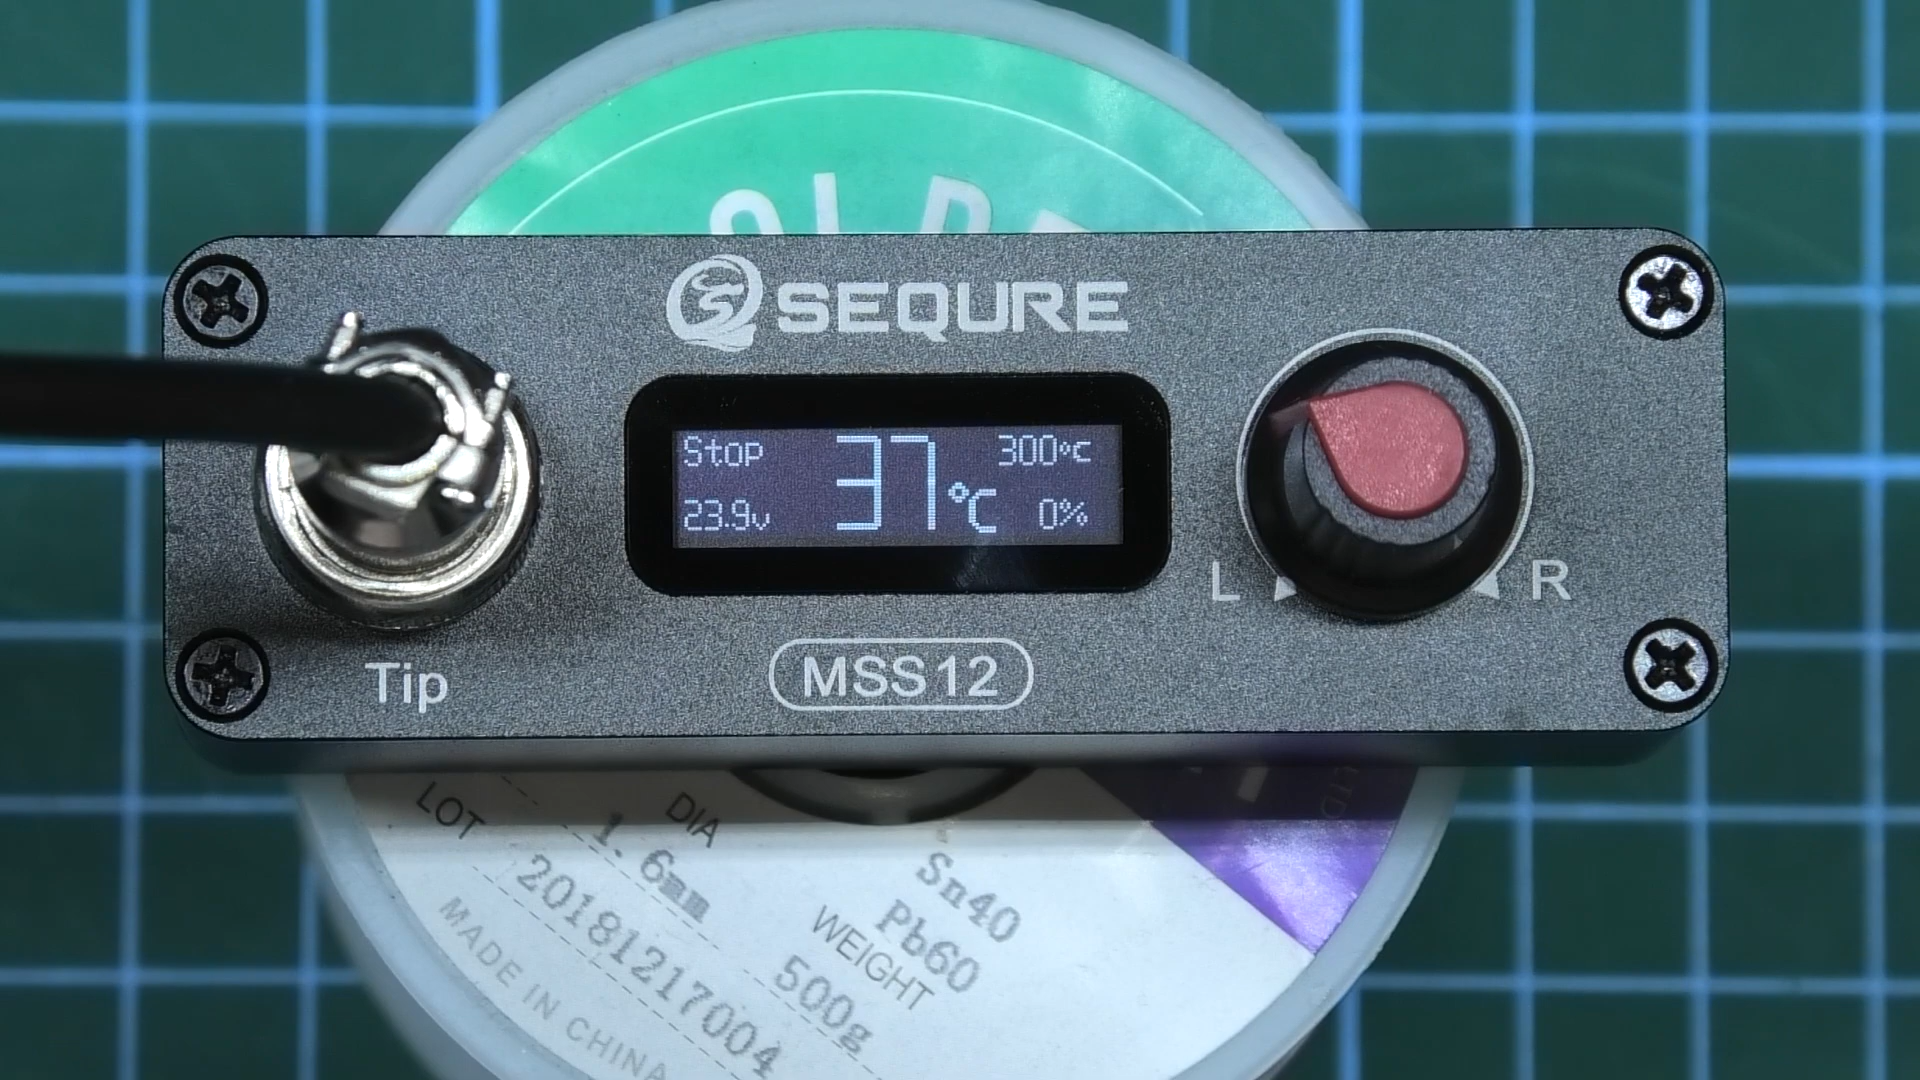 SEQURE
Stop
37°C
300°C
23.9v
0%
L
R
Tip
MSS12
LOT
201812217004
DIA
1.6mm
Sn40
Pb60
WEIGHT
500g
MADE IN CHINA